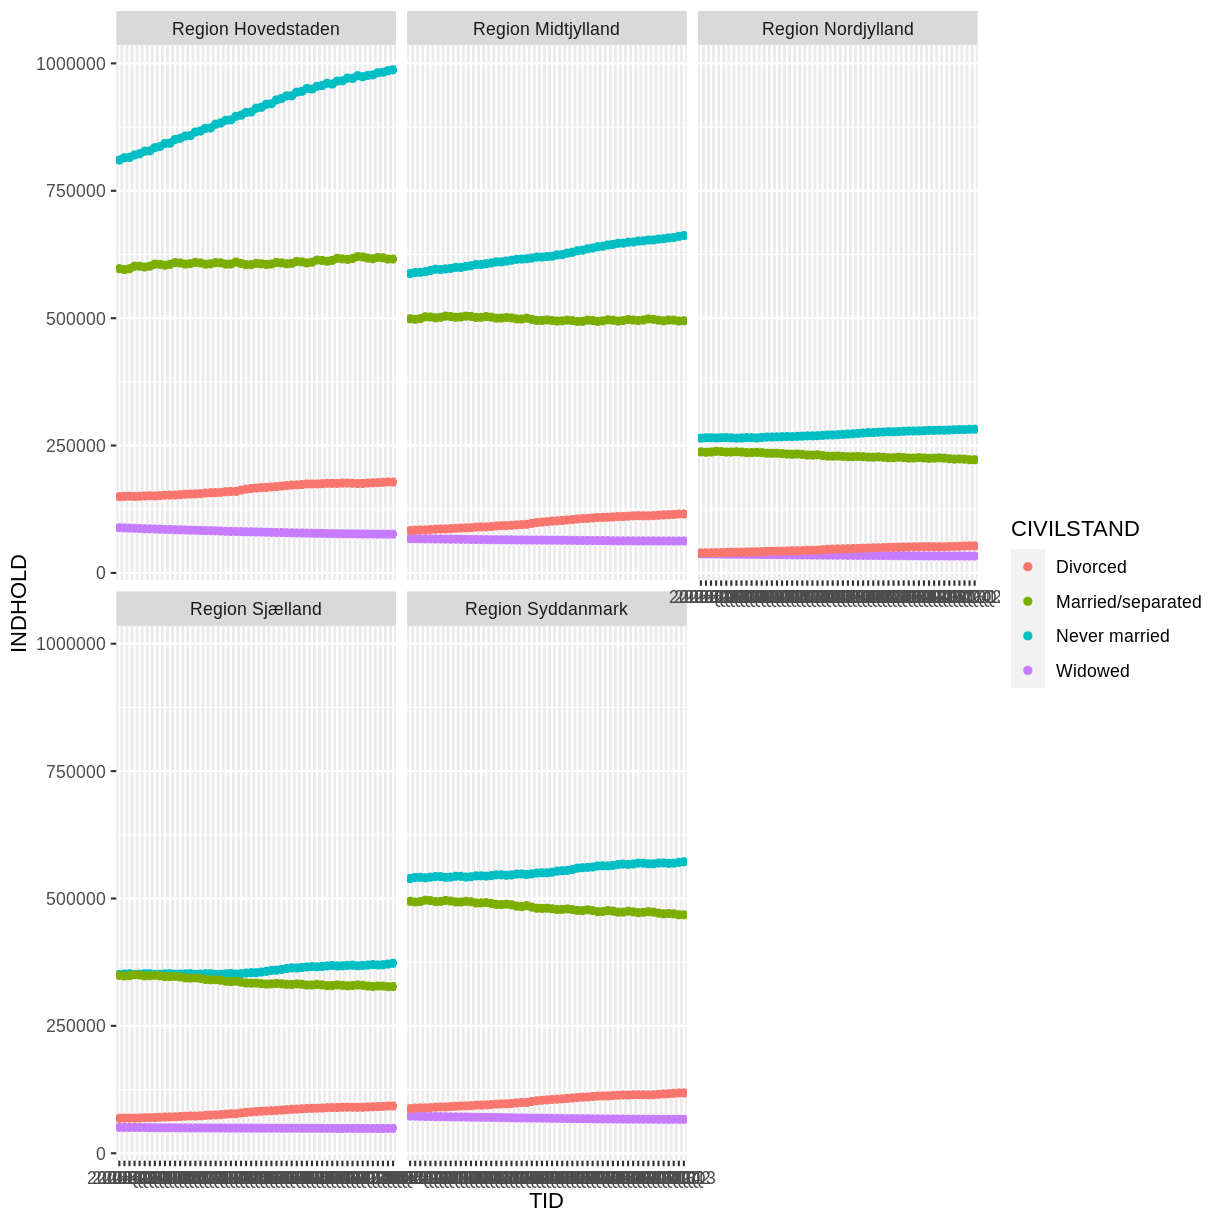 Region Hovedstaden
Region Midtjylland
Region Nordjylland
1000000
750000
500000
250000
0
Region Sjælland
Region Syddanmark
1000000
750000
500000
250000
0
INDHOLD
TID
CIVILSTAND
Divorced
Married/separated
Never married
Widowed